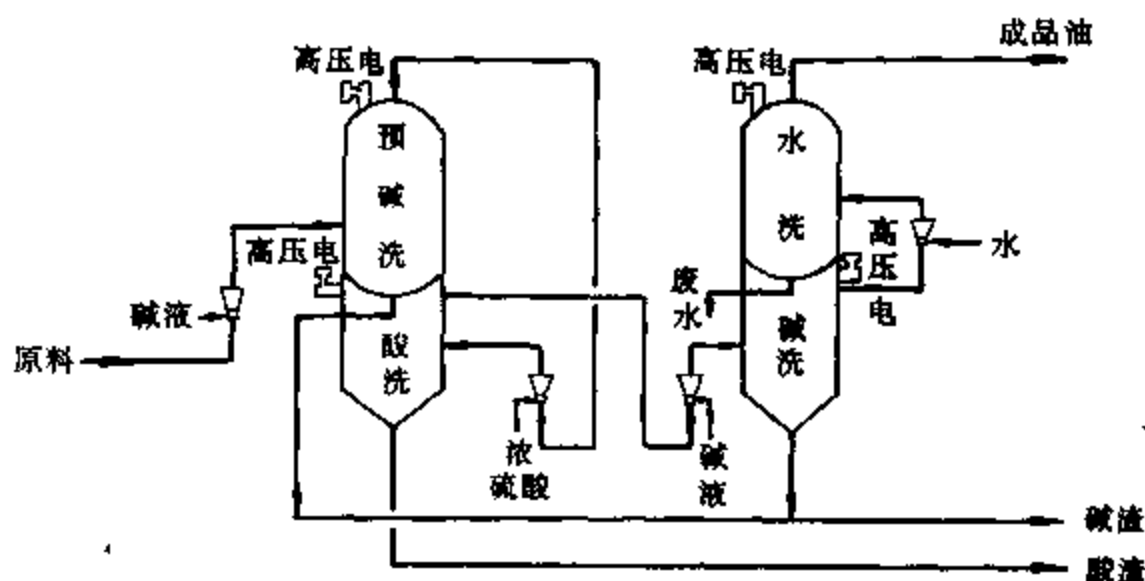 成品油
高压电
高压电
预碱洗
水洗
高压电
高压电
水
碱液
废水
原料
酸洗
碱洗
浓硫酸
碱液
碱渣
酸渣